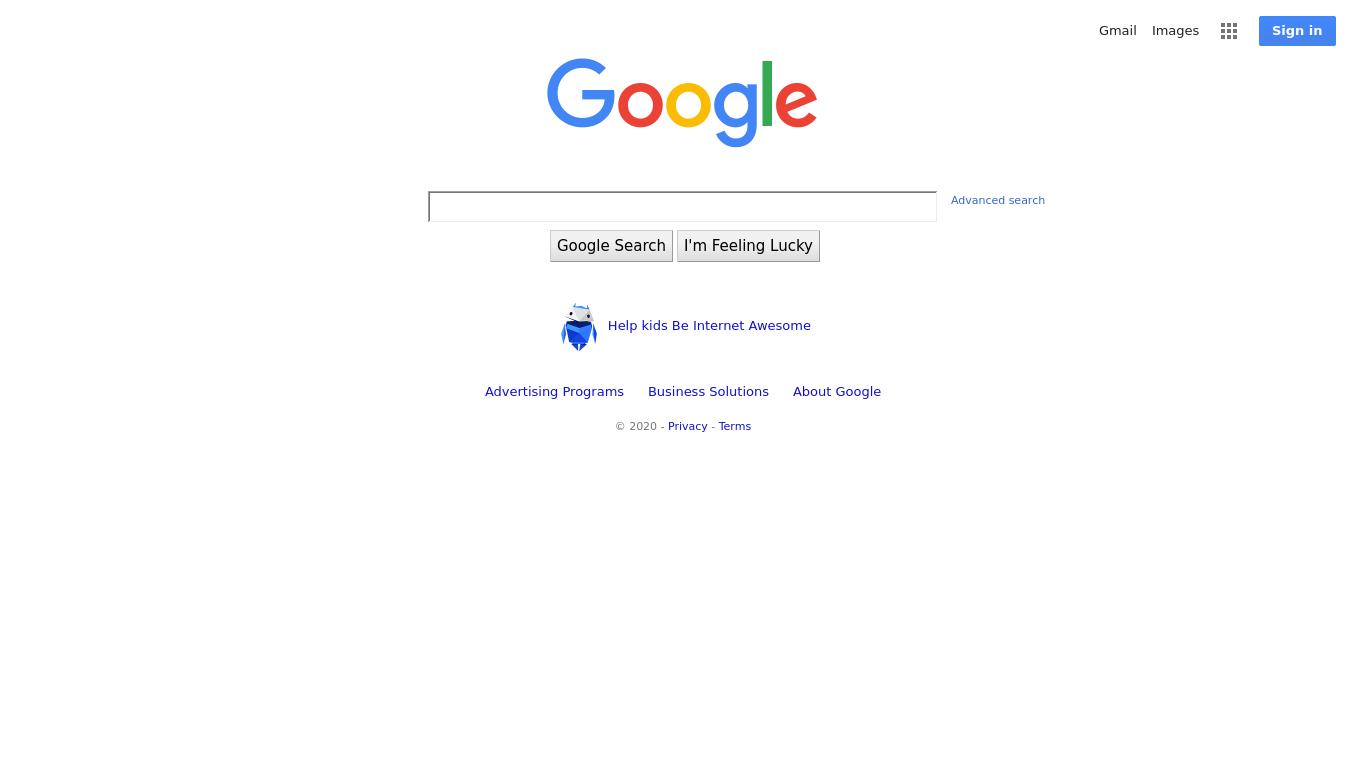 Gmail Images Sign in
Google
Advanced search
Google Search I'm Feeling Lucky
Help kids Be Internet Awesome
Advertising Programs Business Solutions About Google
© 2020 - Privacy - Terms